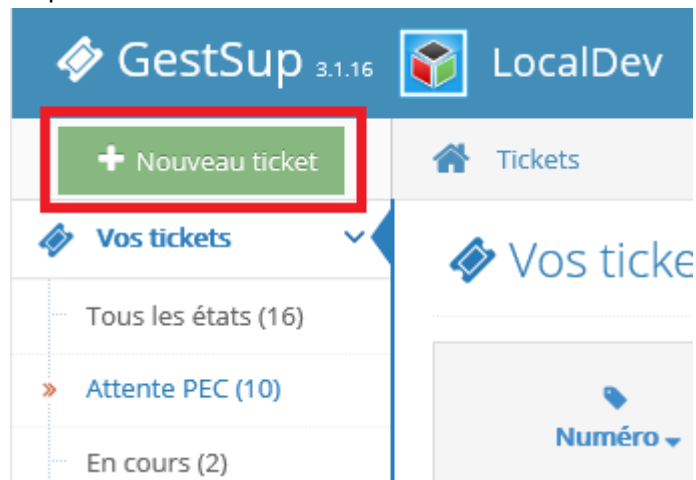 GestSup 3.1.16 LocalDev
+ Nouveau ticket
Tickets
Vos tickets
Vos ticke
Tous les états (16)
Attente PEC (10)
Numéro
En cours (2)